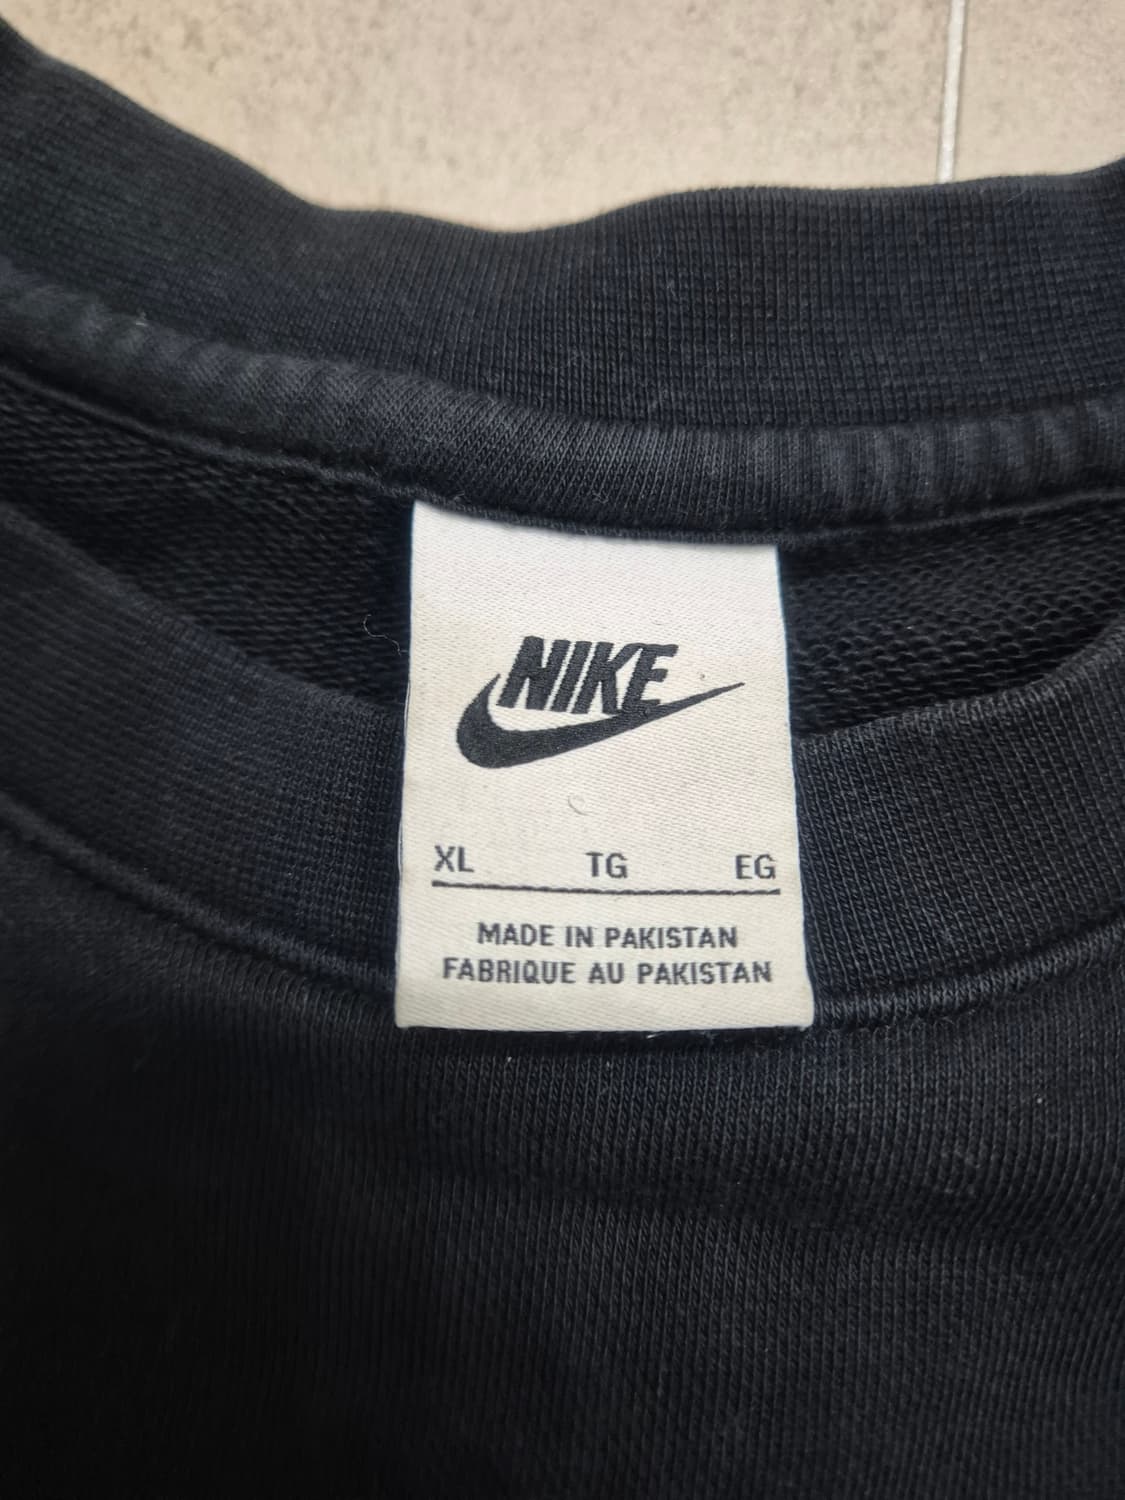 NIKE
XL TG EG
MADE IN PAKISTAN
FABRIQUE AU PAKISTAN